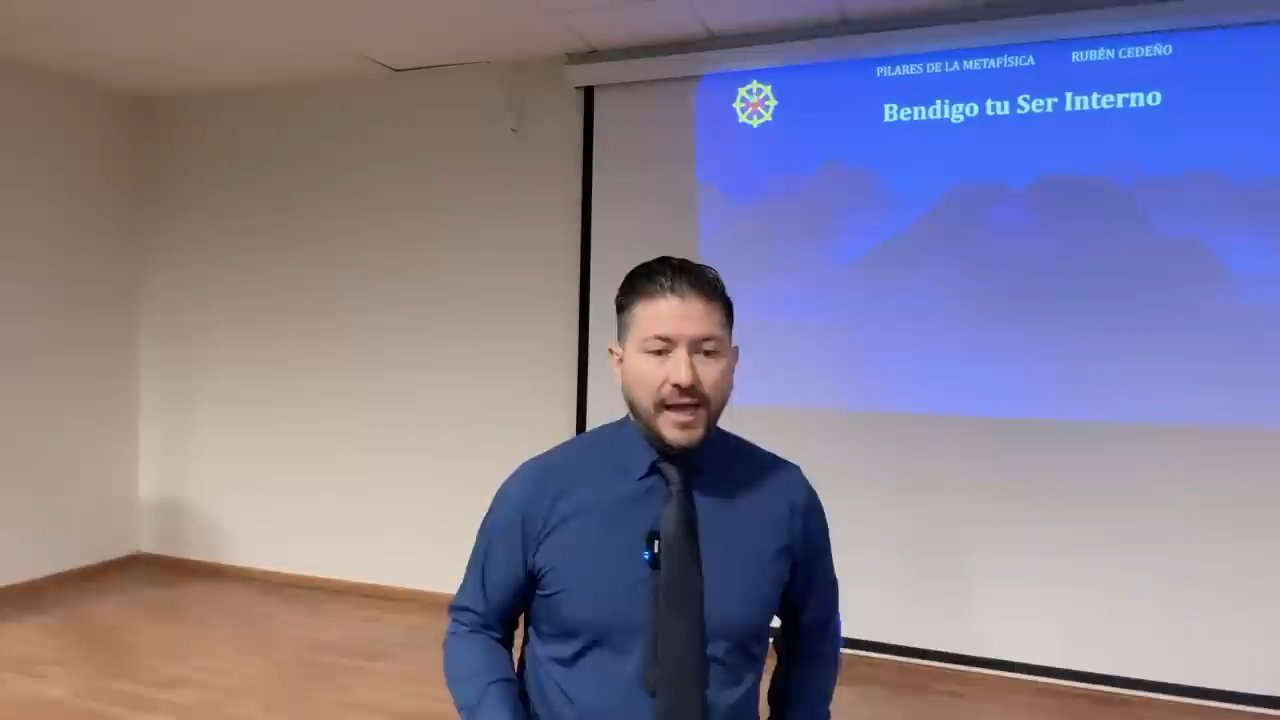 PILARES DE LA METAFÍSICA RUBÉN CEDEÑO
Bendigo tu Ser Interno